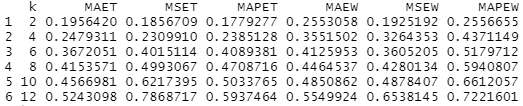 k MAET MSET MAPET MAEW MSEW MAPEW
1 2 0.1956420 0.1856709 0.1779277 0.2553058 0.1925192 0.2556655
2 4 0.2479311 0.2309910 0.2385128 0.3551502 0.3264353 0.4371149
3 6 0.3672051 0.4015114 0.4089381 0.4125953 0.3605205 0.5179712
4 8 0.4153571 0.4993067 0.4708716 0.4464537 0.4280134 0.5940807
5 10 0.4566981 0.6217395 0.5033765 0.4850862 0.4878407 0.6612057
6 12 0.5243098 0.7868717 0.5937464 0.5549924 0.6538145 0.7221601